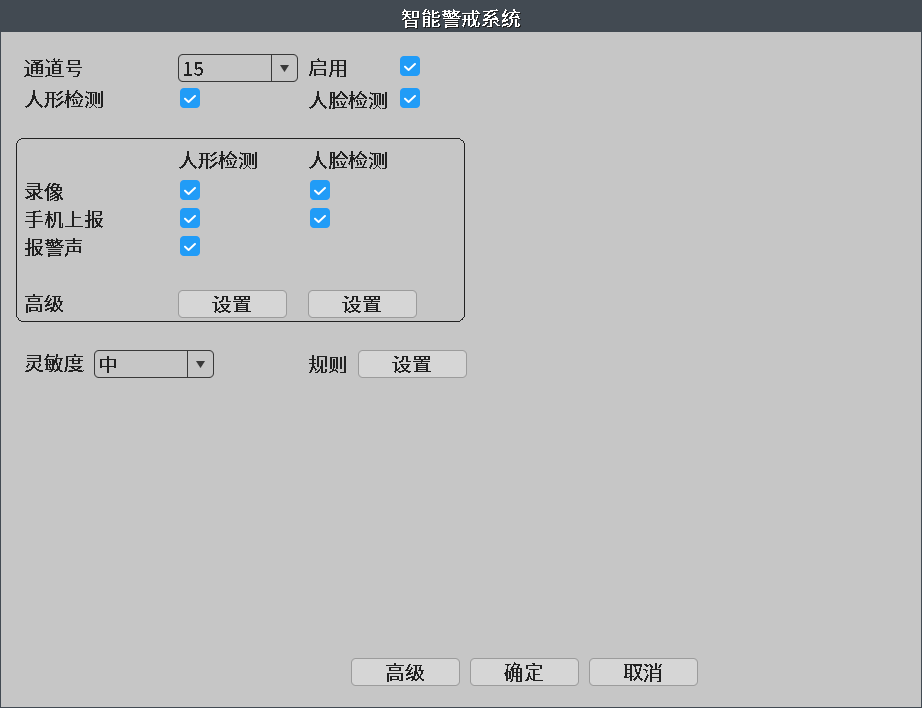 智能警戒系统
通道号 15 启用
人形检测 人脸检测
人形检测 人脸检测
录像
手机上报
报警声
高级 设置 设置
灵敏度 中 规则 设置
高级 确定 取消